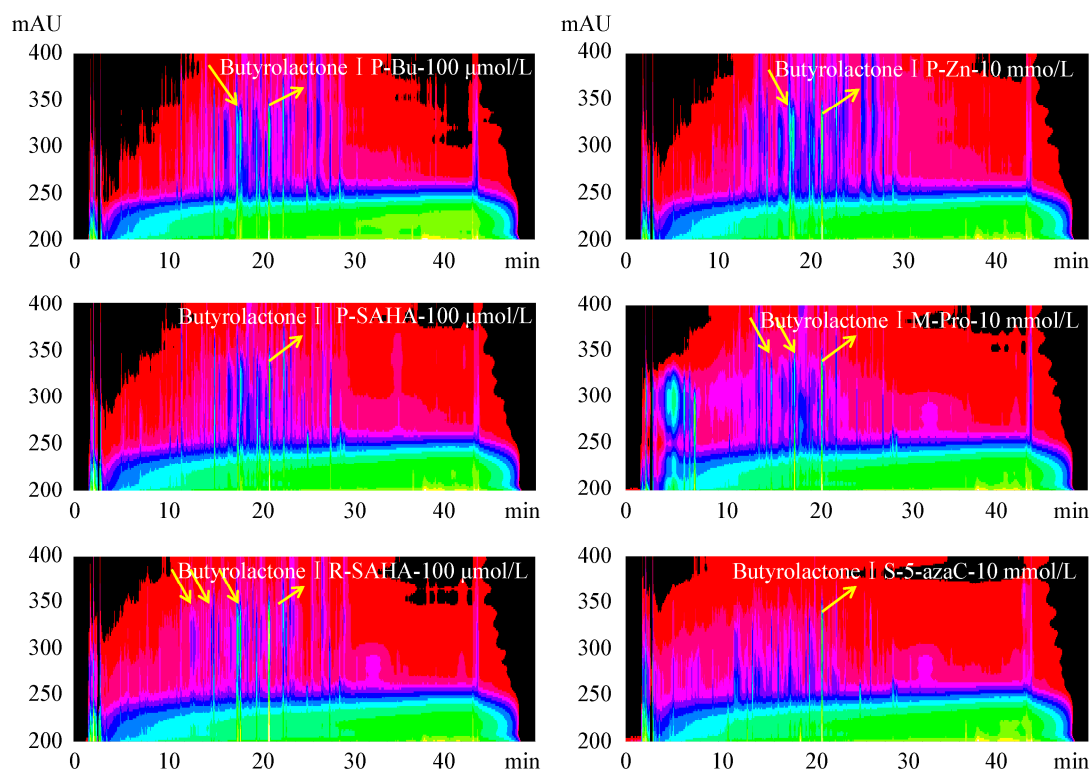 mAU
mAU
400
350
300
250
200
Butyrolactone Ⅰ P-Bu-100 μmol/L
0 10 20 30 40 min
400
350
300
250
200
Butyrolactone Ⅰ P-Zn-10 mmo/L
0 10 20 30 40 min
400
350
300
250
200
Butyrolactone Ⅰ P-SAHA-100 μmol/L
0 10 20 30 40 min
400
350
300
250
200
Butyrolactone Ⅰ M-Pro-10 mmol/L
0 10 20 30 40 min
400
350
300
250
200
Butyrolactone Ⅰ R-SAHA-100 μmol/L
0 10 20 30 40 min
400
350
300
250
200
Butyrolactone Ⅰ S-5-azaC-10 mmol/L
0 10 20 30 40 min